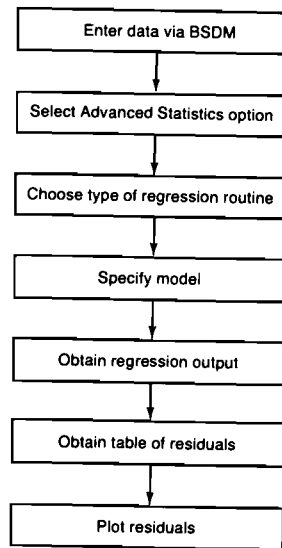 Enter data via BSDM
Select Advanced Statistics option
Choose type of regression routine
Specify model
Obtain regression output
Obtain table of residuals
Plot residuals